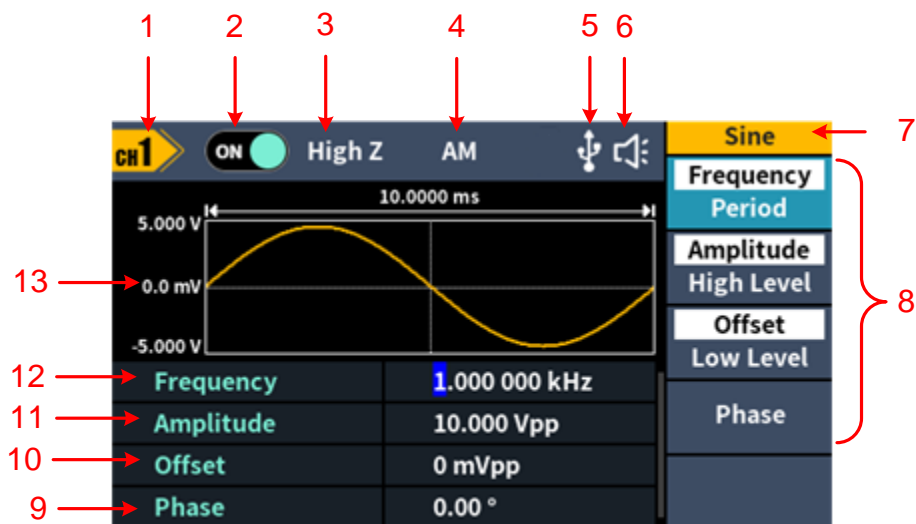 1 2 3 4 5 6
CH1 ON High Z AM
Sine 7
Frequency
Period
Amplitude
High Level
Offset
Low Level
Phase
8
10.0000 ms
5.000 V
13 0.0 mV
-5.000 V
12 Frequency 1.000 000 kHz
11 Amplitude 10.000 Vpp
10 Offset 0 mVpp
9 Phase 0.00 °